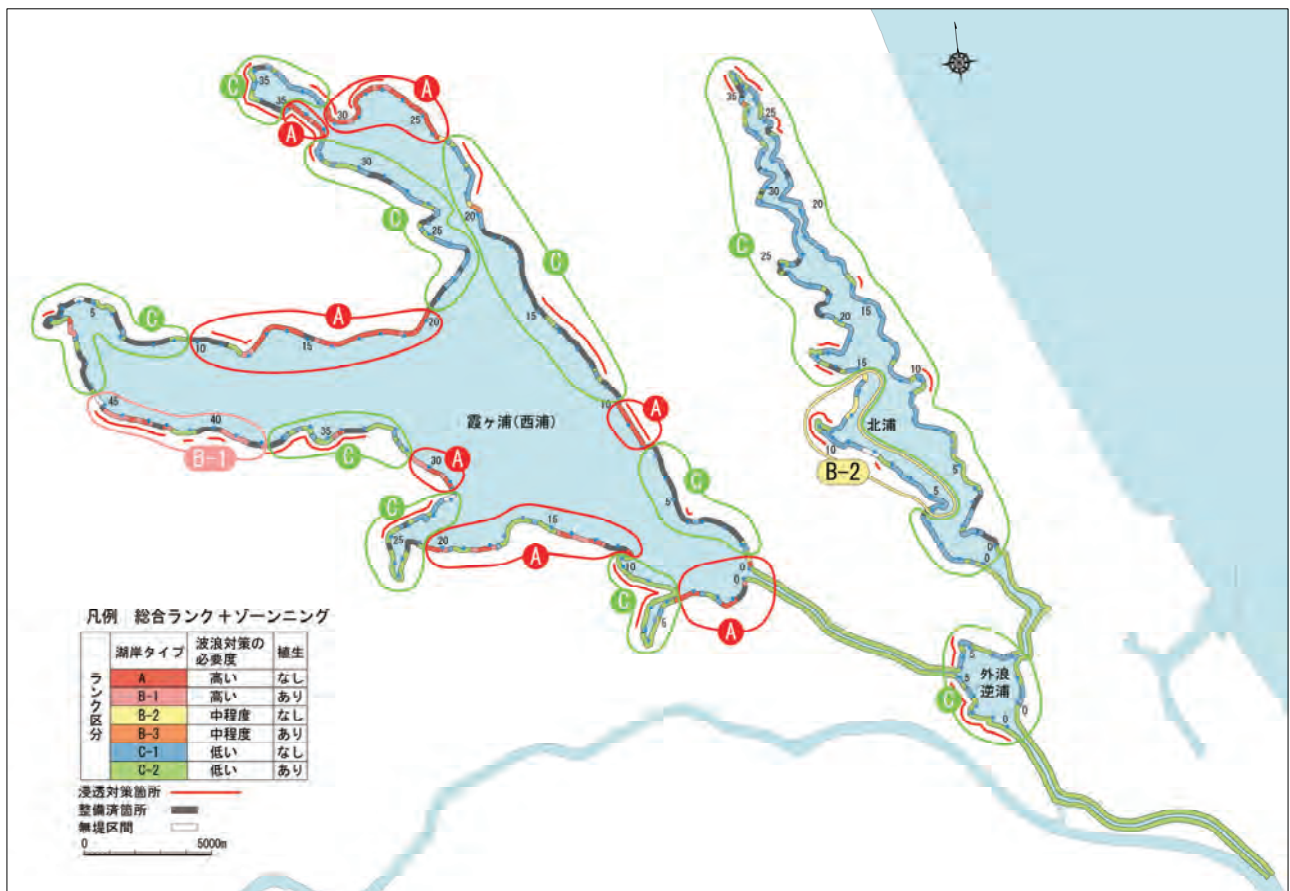 C
35
35
A
30
25
A
A
30
C
25
20
C
15
10
A
C
5
0
0
A
5
C
10
15
A
20
25
C
30
A
35
C
40
45
B-1
5
C
10
15
A
20
霞ヶ浦(西浦)
35
25
30
20
C
25
15
20
15
10
北浦
10
B-2
5
5
0
0
5
外浪
逆浦
5
C
0
0
凡例 総合ランク+ゾーンニング
ランク区分
湖岸タイプ 波浪対策の必要度 植生
A 高い なし
B-1 高い あり
B-2 中程度 なし
B-3 中程度 あり
C-1 低い なし
C-2 低い あり
浸透対策箇所
整備済箇所
無堤区間
0 5000m